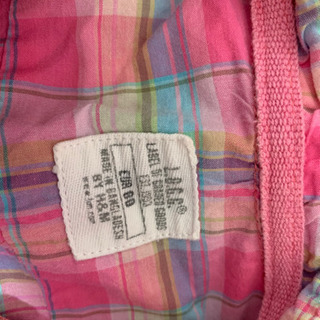 L.O.G.G.
LABEL OF GRADED GOODS
EUR 80
MADE IN BANGLADESH
BY H&M